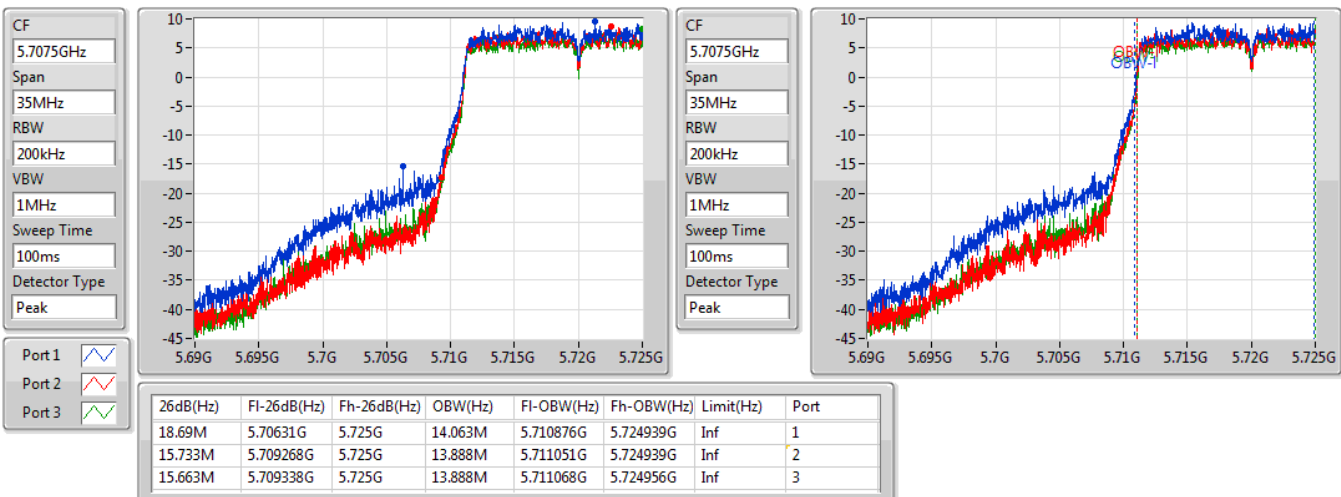 CF
5.7075GHz
Span
35MHz
RBW
200kHz
VBW
1MHz
Sweep Time
100ms
Detector Type
Peak
Port 1
Port 2
Port 3
10
5
0
-5
-10
-15
-20
-25
-30
-35
-40
-45
5.69G 5.695G 5.7G 5.705G 5.71G 5.715G 5.72G 5.725G
CF
5.7075GHz
Span
35MHz
RBW
200kHz
VBW
1MHz
Sweep Time
100ms
Detector Type
Peak
10
5
0
-5
-10
-15
-20
-25
-30
-35
-40
-45
OBW-1
5.69G 5.695G 5.7G 5.705G 5.71G 5.715G 5.72G 5.725G
26dB(Hz) Fl-26dB(Hz) Fh-26dB(Hz) OBW(Hz) Fl-OBW(Hz) Fh-OBW(Hz) Limit(Hz) Port
18.69M 5.70631G 5.725G 14.063M 5.710876G 5.724939G Inf 1
15.733M 5.709268G 5.725G 13.888M 5.711051G 5.724939G Inf 2
15.663M 5.709338G 5.725G 13.888M 5.711068G 5.724956G Inf 3